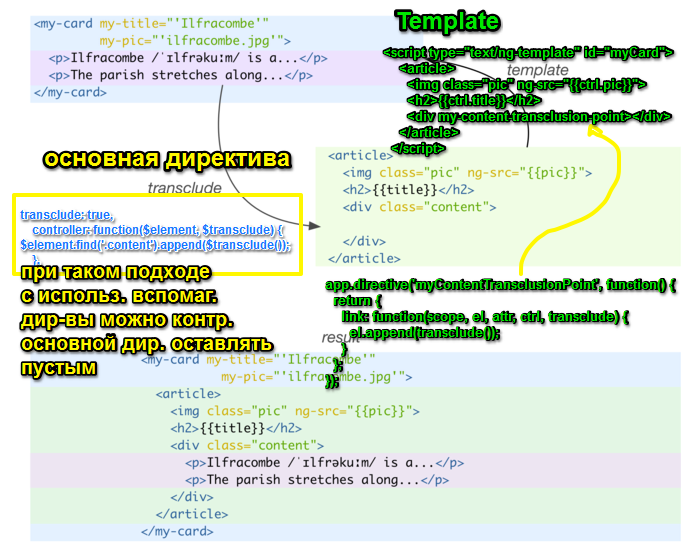 <my-card my-title="'Ilfracombe'"
my-pic="'ilfracombe.jpg'">
<p>Ilfracombe /ˈɪlfrəkuːm/ is a...</p>
<p>The parish stretches along...</p>
</my-card>
Template
<script type="text/ng-template" id="myCard">
<article>
template
<img class="pic" ng-src="{{ctrl.pic}}">
<h2>{{ctrl.title}}</h2>
<div my-content-transclusion-point></div>
</article>
</script>
основная директива
transclude
<article>
<img class="pic" ng-src="{{pic}}">
<h2>{{title}}</h2>
<div class="content">
</div>
</article>
transclude: true,
controller: function($element, $transclude) {
$element.find('.content').append($transclude());
},
при таком подходе
с использ. вспомаг.
дир-вы можно контр.
основной дир. оставлять
пустым
app.directive('myContentTransclusionPoint', function() {
return {
link: function(scope, el, attr, ctrl, transclude) {
el.append(transclude());
}
};
});
result
<my-card my-title="'Ilfracombe'"
my-pic="'ilfracombe.jpg'">
<article>
<img class="pic" ng-src="{{pic}}">
<h2>{{title}}</h2>
<div class="content">
<p>Ilfracombe /ˈɪlfrəkuːm/ is a...</p>
<p>The parish stretches along...</p>
</div>
</article>
</my-card>